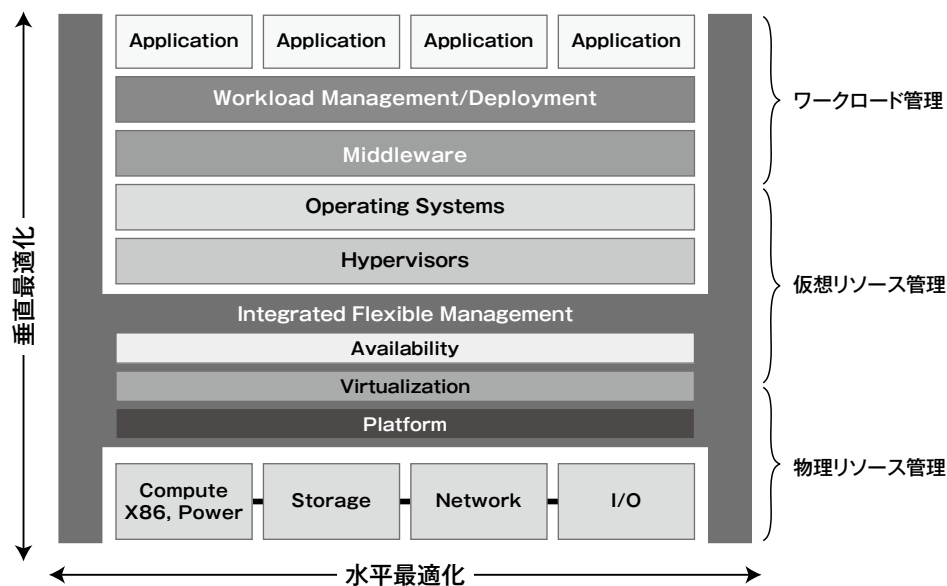 Application
Application
Application
Application
Workload Management/Deployment
Middleware
Operating Systems
Hypervisors
Integrated Flexible Management
Availability
Virtualization
Platform
Compute
X86, Power
Storage
Network
I/O
ワークロード管理
仮想リソース管理
物理リソース管理
垂直最適化
水平最適化